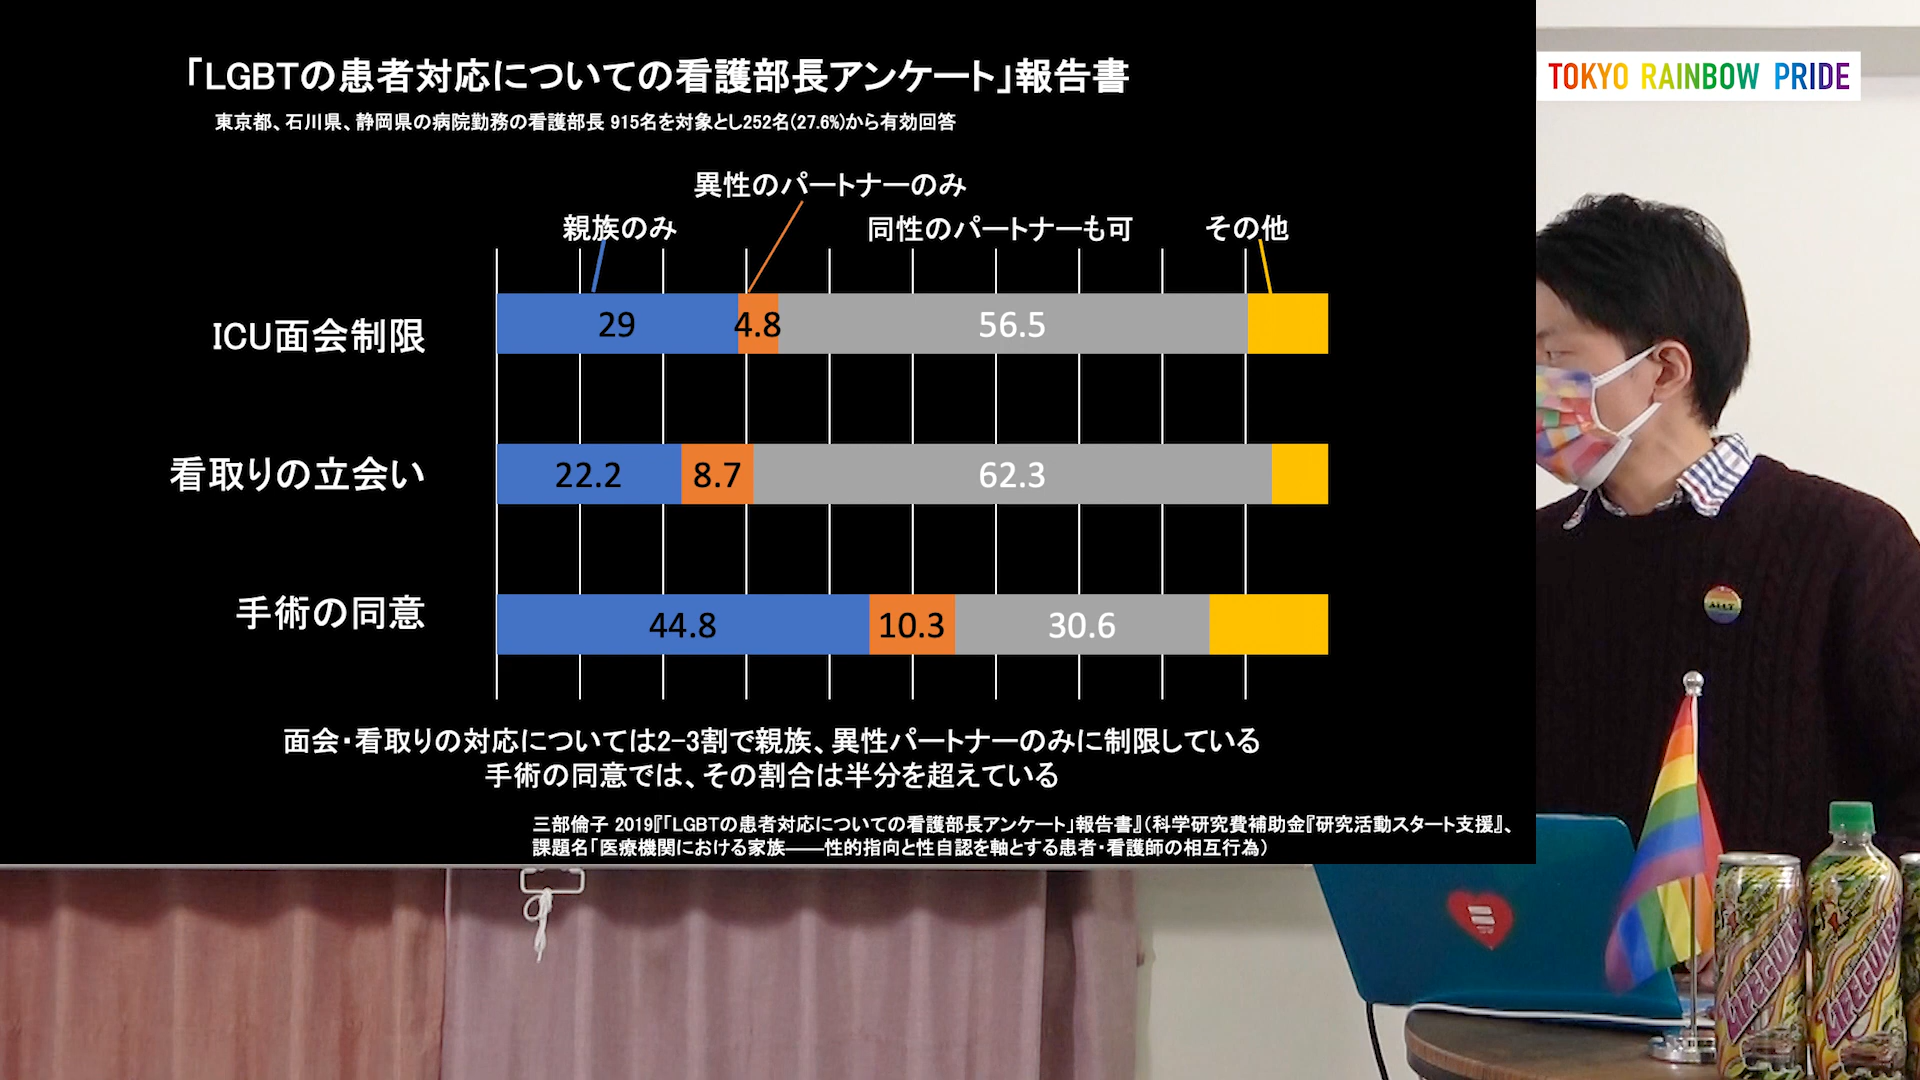 「LGBTの患者対応についての看護部長アンケート」報告書
TOKYO RAINBOW PRIDE
東京都、石川県、静岡県の病院勤務の看護部長 915名を対象とし252名(27.6%)から有効回答
異性のパートナーのみ
親族のみ
同性のパートナーも可
その他
ICU面会制限
29
4.8
56.5
看取りの立会い
22.2
8.7
62.3
手術の同意
44.8
10.3
30.6
面会・看取りの対応については2-3割で親族、異性パートナーのみに制限している
手術の同意では、その割合は半分を超えている
三部倫子 2019『「LGBTの患者対応についての看護部長アンケート」報告書』(科学研究費補助金『研究活動スタート支援』、
課題名「医療機関における家族――性的指向と性自認を軸とする患者・看護師の相互行為)
ALLY
LIFEGUARD
LIFEGUARD